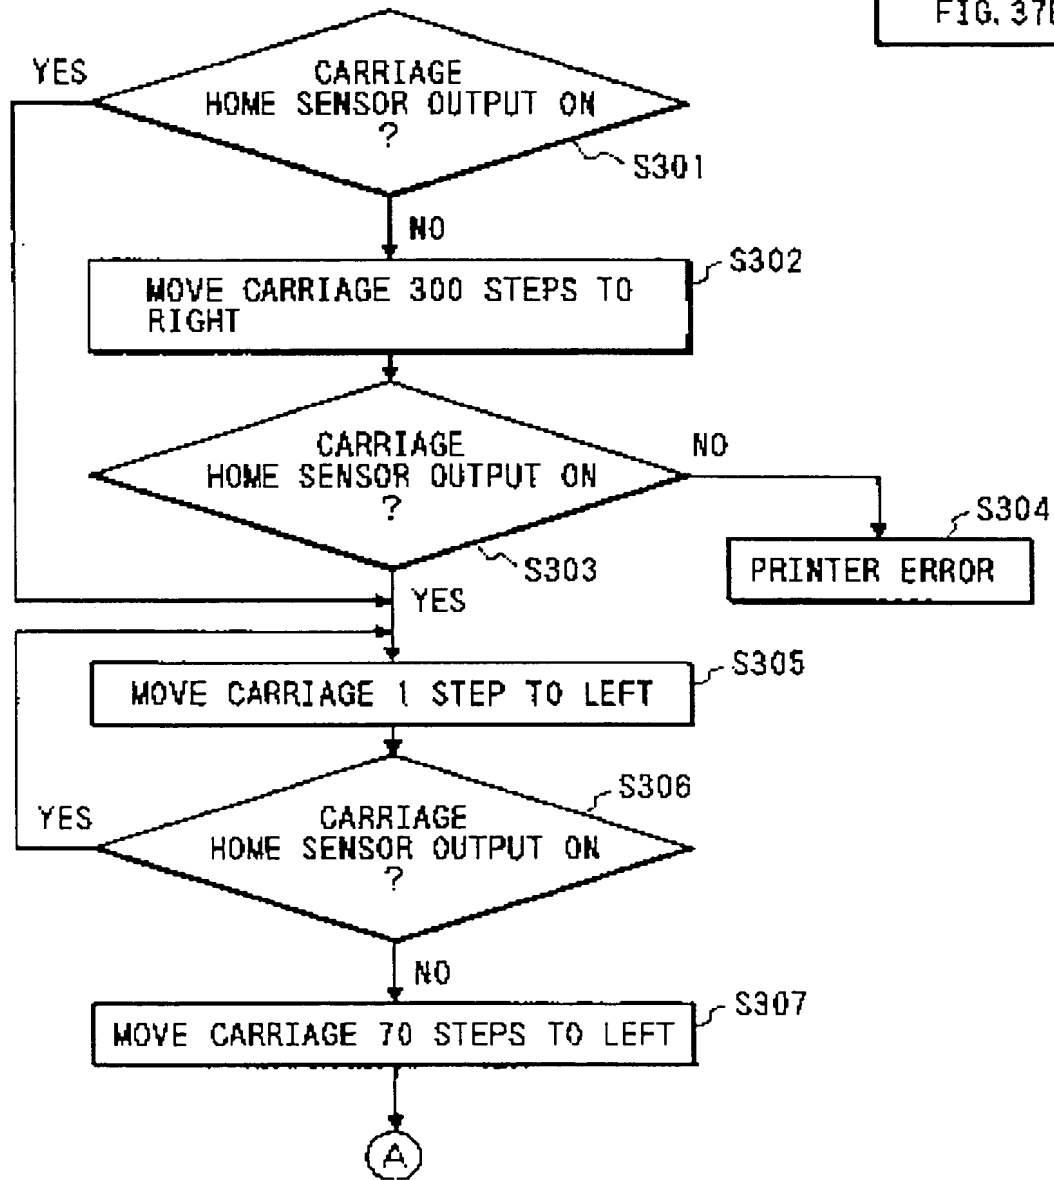 FIG. 37B
YES
CARRIAGE
HOME SENSOR OUTPUT ON
?
S301
NO
S302
MOVE CARRIAGE 300 STEPS TO
RIGHT
CARRIAGE
HOME SENSOR OUTPUT ON
?
NO
S303
S304
PRINTER ERROR
YES
S305
MOVE CARRIAGE 1 STEP TO LEFT
S306
YES
CARRIAGE
HOME SENSOR OUTPUT ON
?
NO
S307
MOVE CARRIAGE 70 STEPS TO LEFT
A